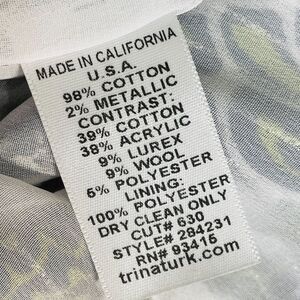 MADE IN CALIFORNIA
U.S.A.
98% COTTON
2% METALLIC
CONTRAST:
39% COTTON
38% ACRYLIC
9% LUREX
9% WOOL
5% POLYESTER
LINING:
100% POLYESTER
DRY CLEAN ONLY
CUT# 630
STYLE# 284231
RN# 93415
trinaturk.com